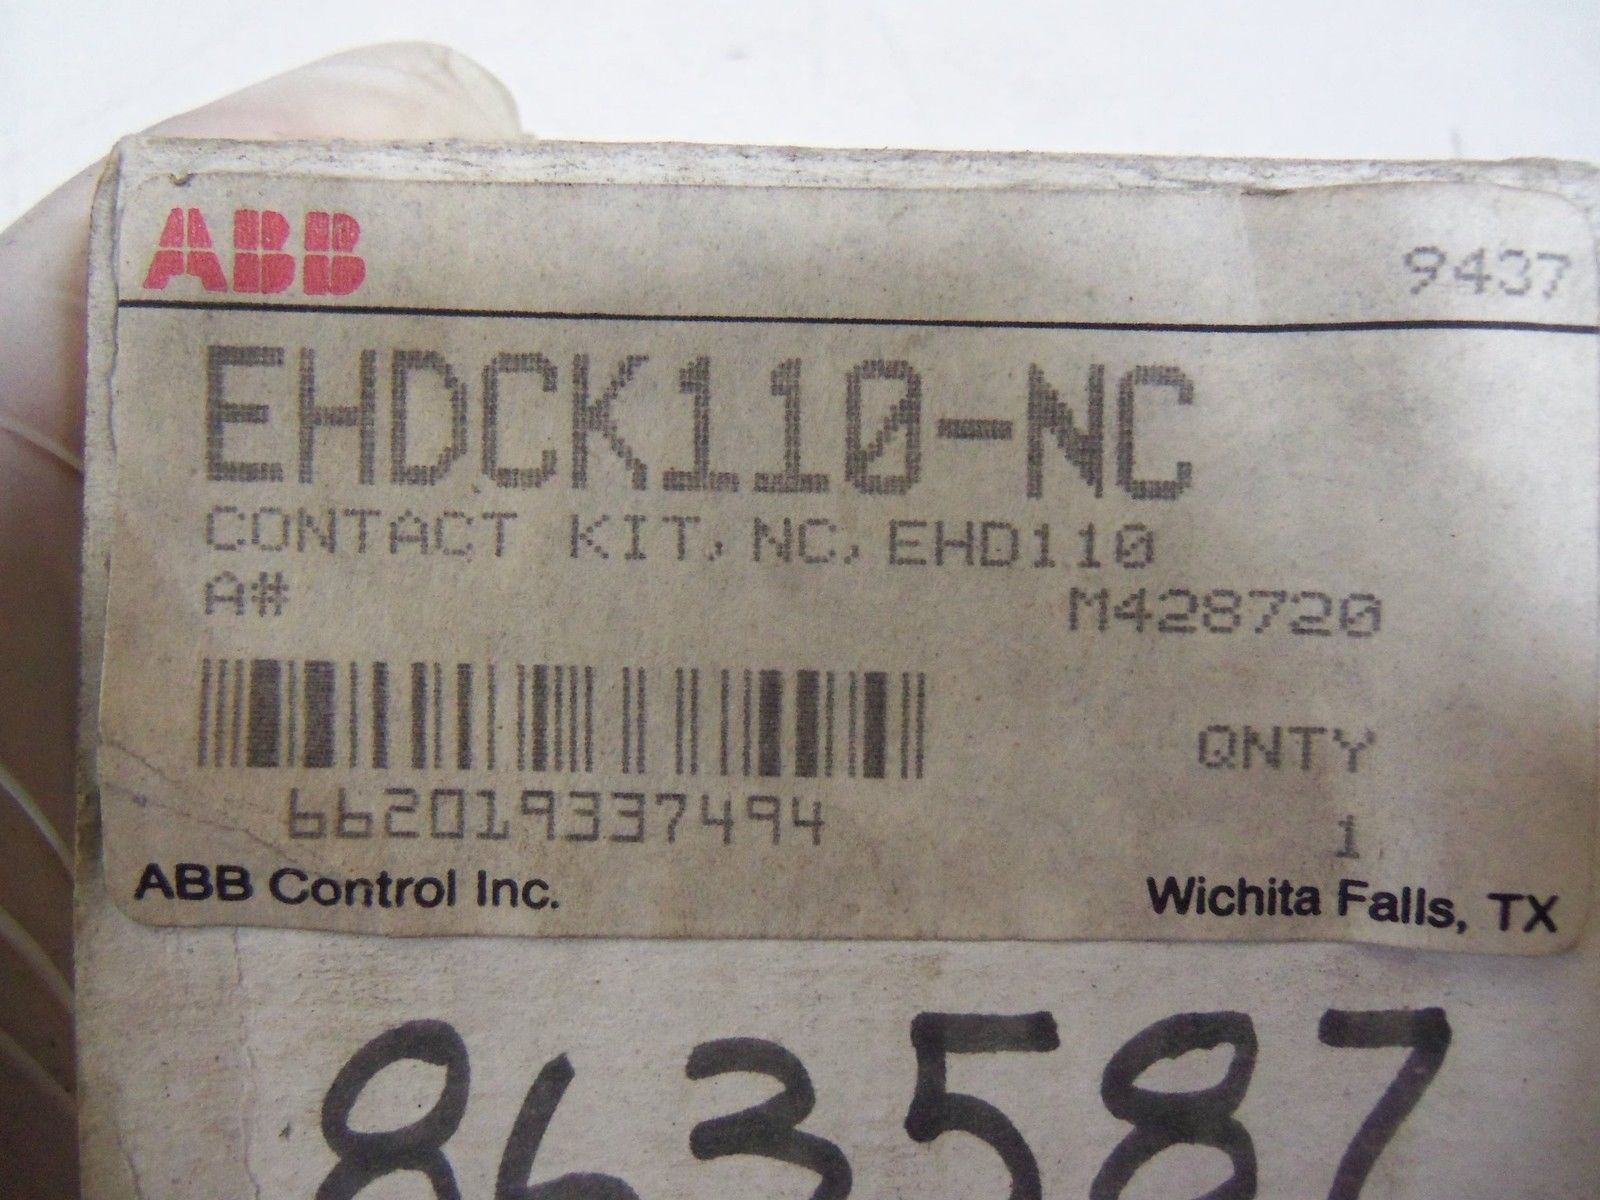 ABB
9437
EHDCK110-NC
CONTACT KIT, NC, EHD110
A# M428720
QNTY
662019337494
1
ABB Control Inc. Wichita Falls, TX
863587